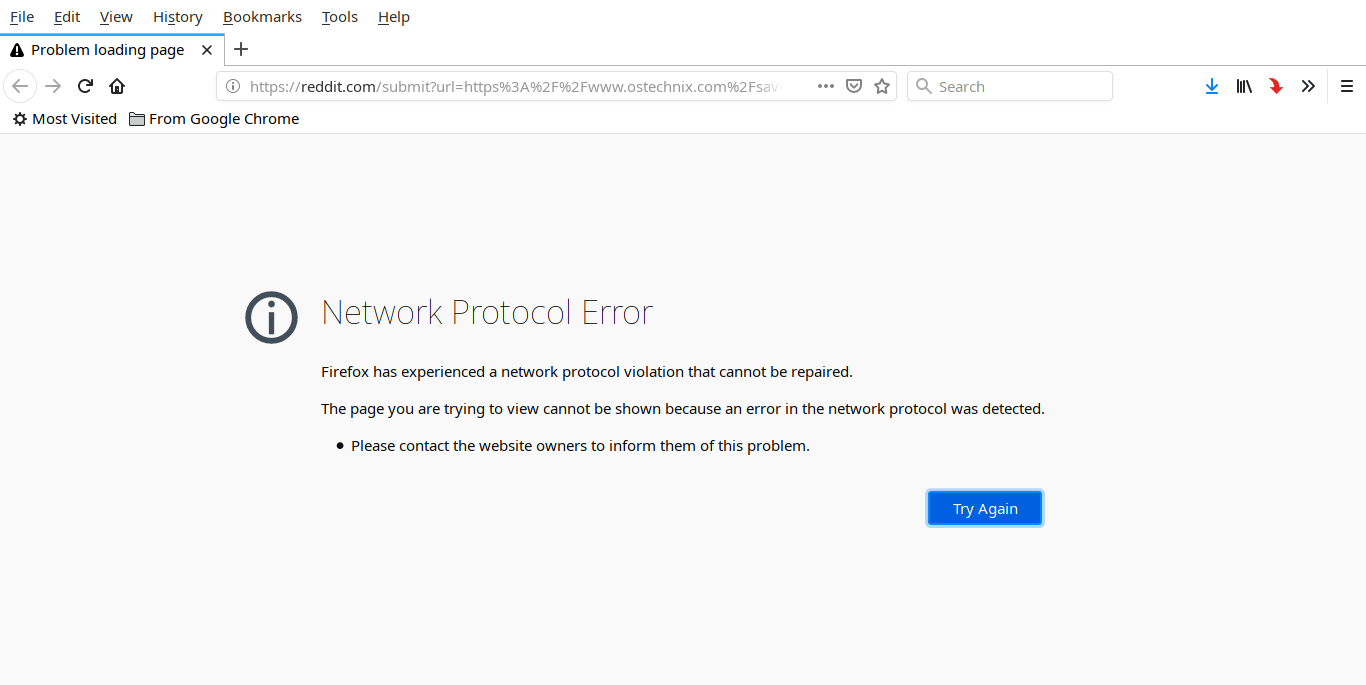 File Edit View History Bookmarks Tools Help
Problem loading page
https://reddit.com/submit?url=https%3A%2F%2Fwww.ostechnix.com%2Fsav
Search
Most Visited From Google Chrome
Network Protocol Error
Firefox has experienced a network protocol violation that cannot be repaired.
The page you are trying to view cannot be shown because an error in the network protocol was detected.
Please contact the website owners to inform them of this problem.
Try Again